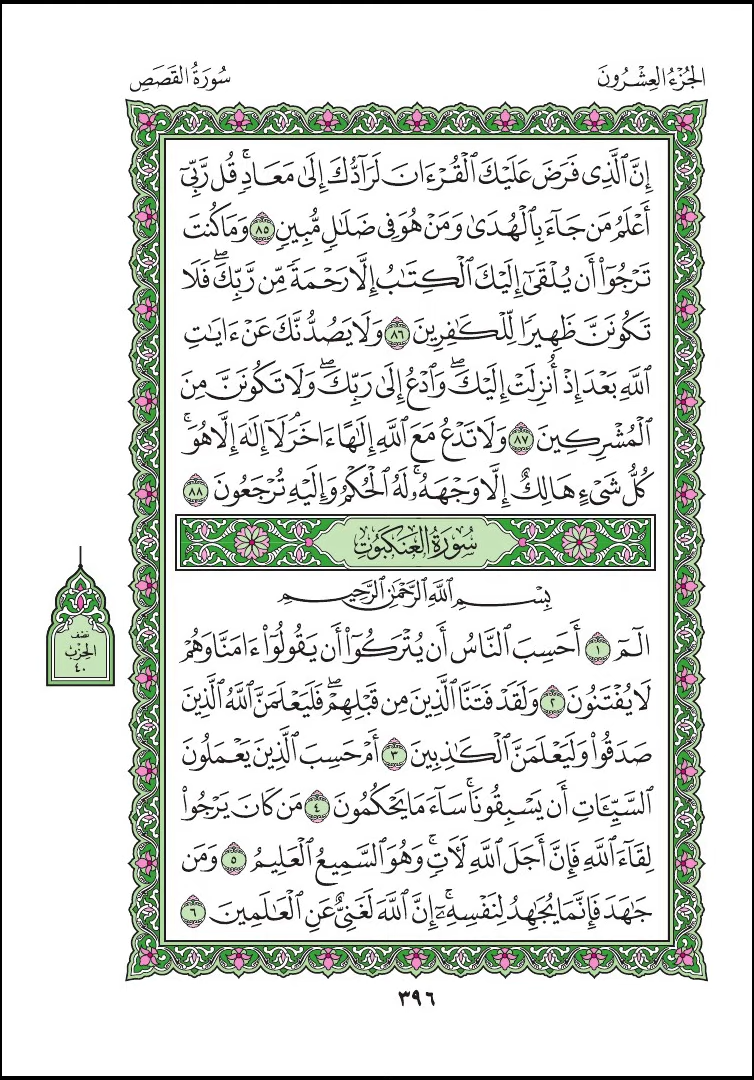 الجُزْءُ العِشْرُونَ
سُورَةُ القَصَصِ
إِنَّ ٱلَّذِى فَرَضَ عَلَيْكَ ٱلْقُرْءَانَ لَرَآدُّكَ إِلَىٰ مَعَادٍۚ قُل رَّبِّىٓ
أَعْلَمُ مَن جَآءَ بِٱلْهُدَىٰ وَمَنْ هُوَ فِى ضَلَٰلٍ مُّبِينٍ ٨٥ وَمَا كُنتَ
تَرْجُوٓا۟ أَن يُلْقَىٰٓ إِلَيْكَ ٱلْكِتَٰبُ إِلَّا رَحْمَةً مِّن رَّبِّكَۖ فَلَا
تَكُونَنَّ ظَهِيرًا لِّلْكَٰفِرِينَ ٨٦ وَلَا يَصُدُّنَّكَ عَنْ ءَايَٰتِ
ٱللَّهِ بَعْدَ إِذْ أُنزِلَتْ إِلَيْكَۖ وَٱدْعُ إِلَىٰ رَبِّكَۖ وَلَا تَكُونَنَّ مِنَ
ٱلْمُشْرِكِينَ ٨٧ وَلَا تَدْعُ مَعَ ٱللَّهِ إِلَٰهًا ءَاخَرَۘ لَآ إِلَٰهَ إِلَّا هُوَۚ
كُلُّ شَىْءٍ هَالِكٌ إِلَّا وَجْهَهُۥۚ لَهُ ٱلْحُكْمُ وَإِلَيْهِ تُرْجَعُونَ ٨٨
سُورَةُ العَنكَبُوتِ
بِسْمِ ٱللَّهِ ٱلرَّحْمَٰنِ ٱلرَّحِيمِ
الٓمٓ ١ أَحَسِبَ ٱلنَّاسُ أَن يُتْرَكُوٓا۟ أَن يَقُولُوٓا۟ ءَامَنَّا وَهُمْ
لَا يُفْتَنُونَ ٢ وَلَقَدْ فَتَنَّا ٱلَّذِينَ مِن قَبْلِهِمْۖ فَلَيَعْلَمَنَّ ٱللَّهُ ٱلَّذِينَ
صَدَقُوا۟ وَلَيَعْلَمَنَّ ٱلْكَٰذِبِينَ ٣ أَمْ حَسِبَ ٱلَّذِينَ يَعْمَلُونَ
ٱلسَّيِّـَٔاتِ أَن يَسْبِقُونَاۚ سَآءَ مَا يَحْكُمُونَ ٤ مَن كَانَ يَرْجُوا۟
لِقَآءَ ٱللَّهِ فَإِنَّ أَجَلَ ٱللَّهِ لَءَاتٍۚ وَهُوَ ٱلسَّمِيعُ ٱلْعَلِيمُ ٥ وَمَن
جَٰهَدَ فَإِنَّمَا يُجَٰهِدُ لِنَفْسِهِۦٓۚ إِنَّ ٱللَّهَ لَغَنِىٌّ عَنِ ٱلْعَٰلَمِينَ ٦
نصف
الحزب
٤٠
٣٩٦